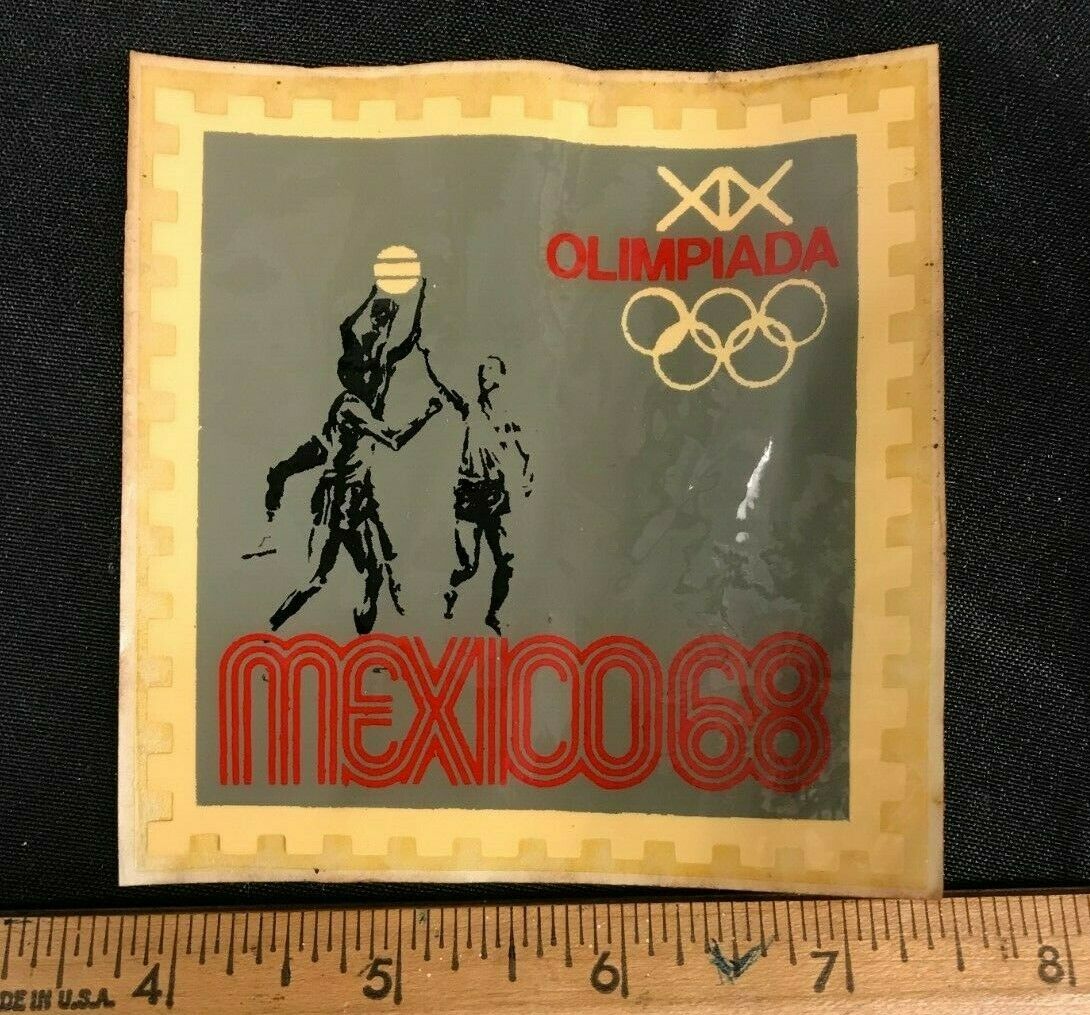 XIX
OLIMPIADA
MEXICO68
4 5 6 7 8
DE IN U.S.A.